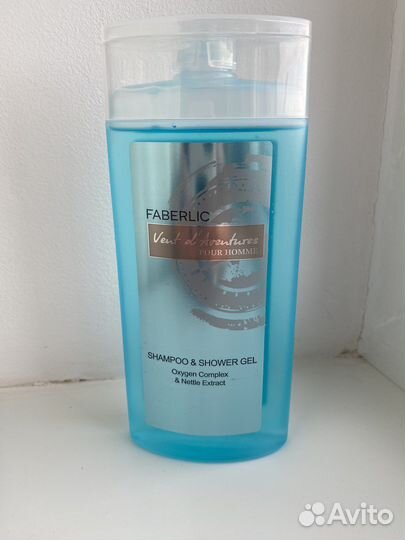 FABERLIC
Vent d'Aventures
POUR HOMME
SHAMPOO & SHOWER GEL
Oxygen Complex
& Nettle Extract
Avito